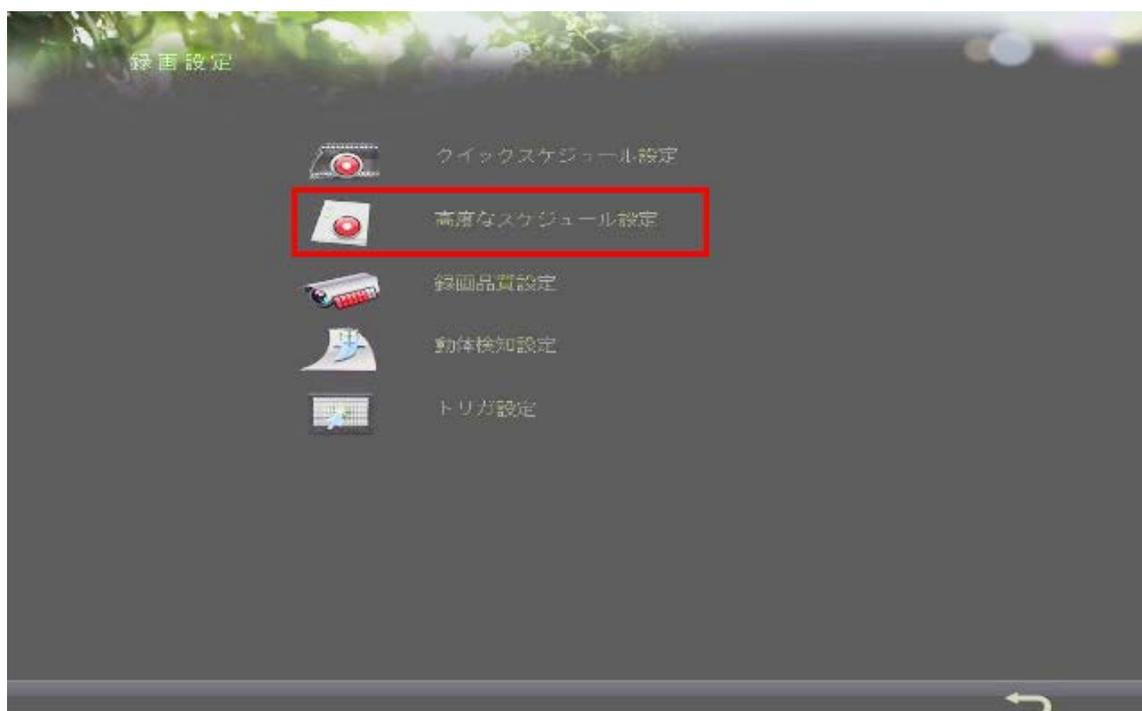 録画設定
クイックスケジュール設定
高度なスケジュール設定
録画品質設定
動体検知設定
トリガ設定